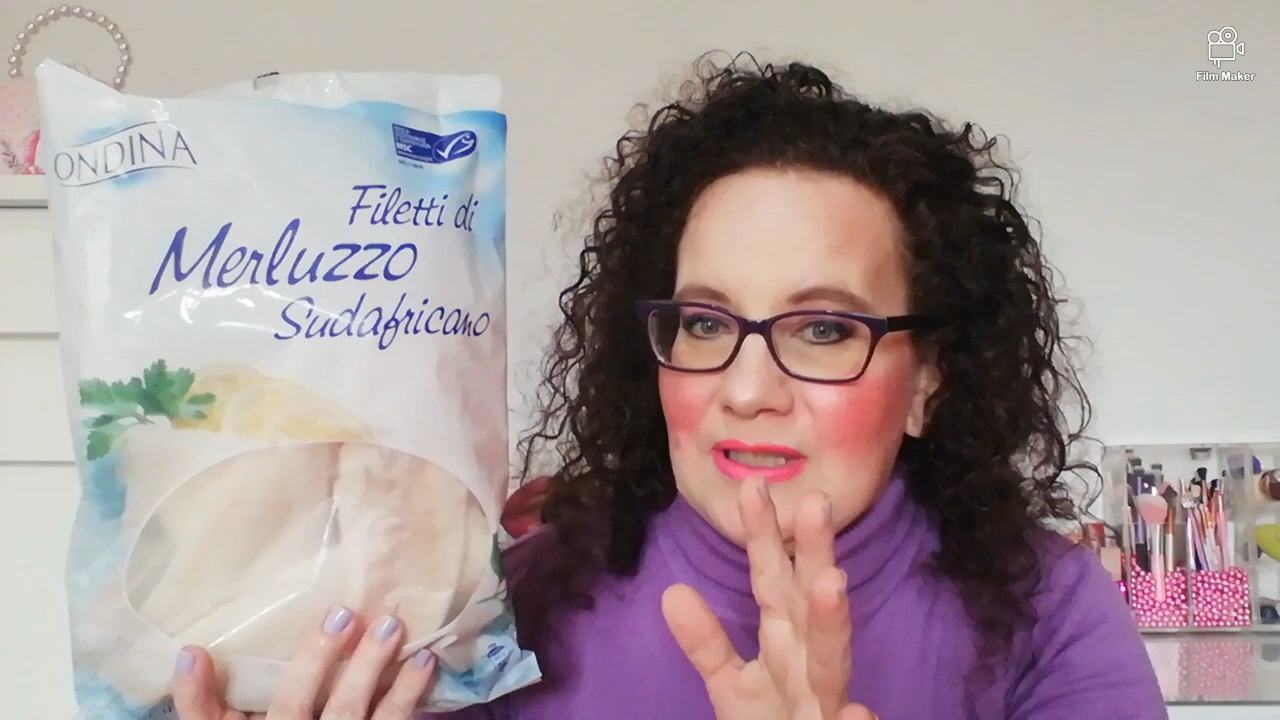 Film Maker
ONDINA
MSC
Filetti di
Merluzzo
Sudafricano